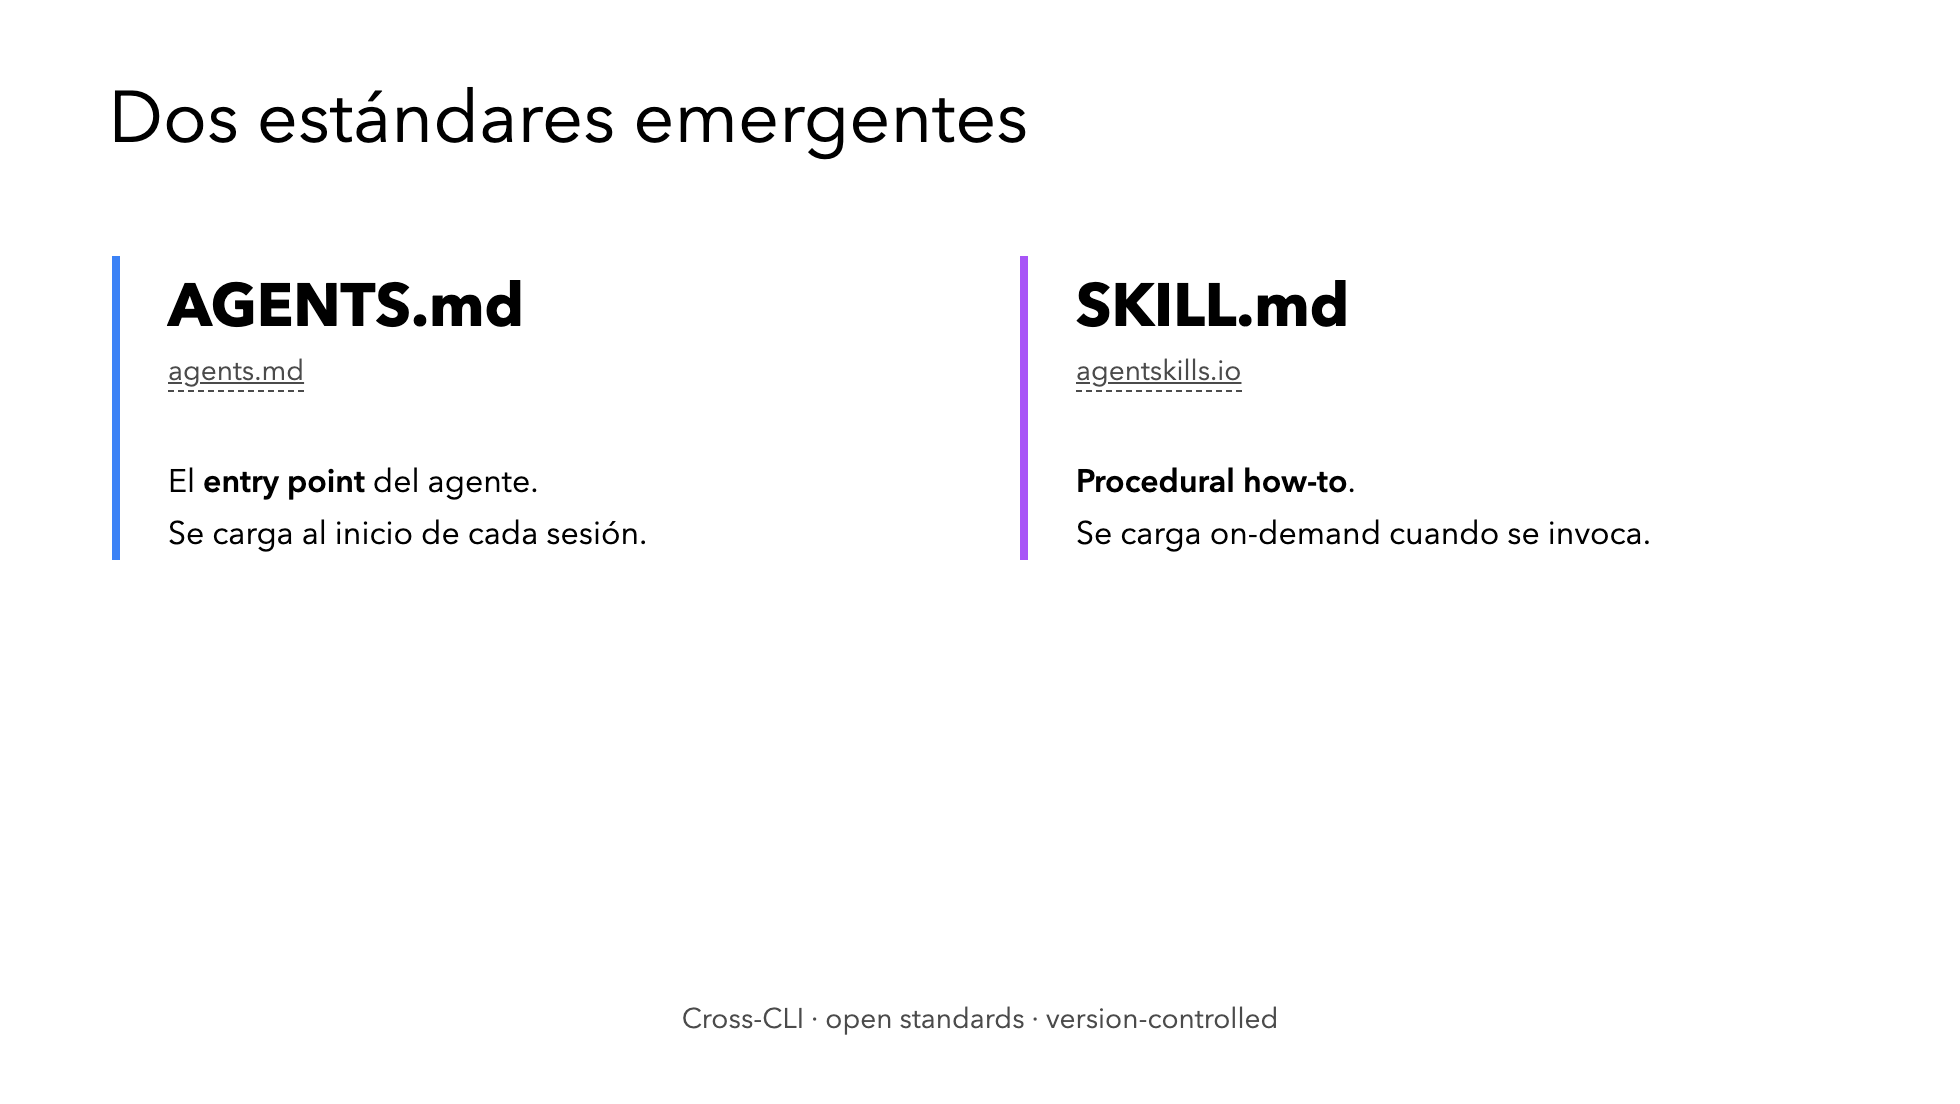 Dos estándares emergentes
AGENTS.md
agents.md
El entry point del agente.
Se carga al inicio de cada sesión.
SKILL.md
agentskills.io
Procedural how-to.
Se carga on-demand cuando se invoca.
Cross-CLI · open standards · version-controlled